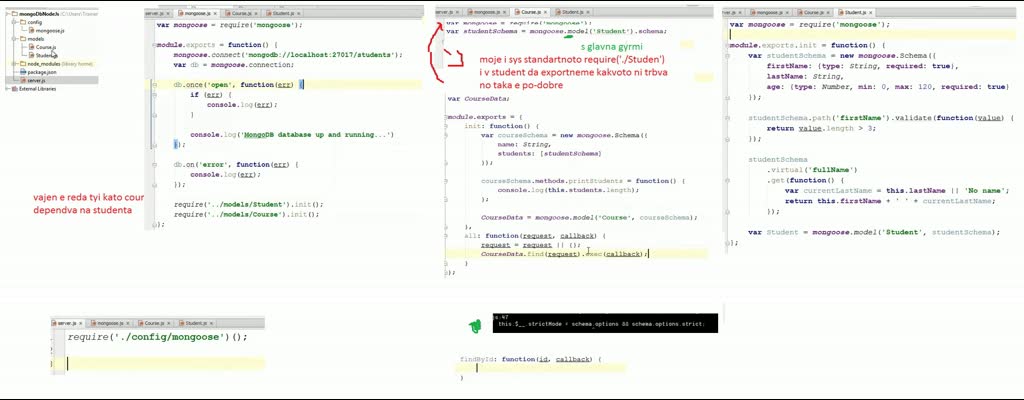 mongoDbNodeJs (C:\Users\
config
mongoose.js
models
Course.js
Student.js
node_modules (library home)
package.json
server.js
External Libraries
server.js
mongoose.js
Course.js
Student.js
var mongoose = require('mongoose');
module.exports = function() {
mongoose.connect('mongodb://localhost:27017/students');
var db = mongoose.connection;
db.once('open', function(err) {
if (err) {
console.log(err);
}
console.log('MongoDB database up and running...')
});
db.on('error', function(err) {
console.log(err);
});
require('../models/Student').init();
require('../models/Course').init();
};
vajen e reda tyi kato cour
dependva na studenta
server.js
mongoose.js
Course.js
Student.js
var mongoose = require('mongoose');
var studentSchema = mongoose.model('Student').schema;
s glavna gyrmi
moje i sys standartnoto require('./Studen')
i v student da exportneme kakvoto ni trbva
no taka e po-dobre
var CourseData;
module.exports = {
init: function() {
var courseSchema = new mongoose.Schema({
name: String,
students: [studentSchema]
});
courseSchema.methods.printStudents = function() {
console.log(this.students.length);
};
CourseData = mongoose.model('Course', courseSchema);
},
all: function(request, callback) {
request = request || {};
CourseData.find(request).exec(callback);
}
};
server.js
mongoose.js
Course.js
Student.js
var mongoose = require('mongoose');
module.exports.init = function() {
var studentSchema = new mongoose.Schema({
firstName: {type: String, required: true},
lastName: String,
age: {type: Number, min: 0, max: 120, required: true}
});
studentSchema.path('firstName').validate(function(value) {
return value.length > 3;
});
studentSchema
.virtual('fullName')
.get(function() {
var currentLastName = this.lastName || 'No name';
return this.firstName + ' ' + currentLastName;
});
var Student = mongoose.model('Student', studentSchema);
};
server.js
mongoose.js
Course.js
Student.js
require('./config/mongoose')();
js:47
this.$__.strictMode = schema.options && schema.options.strict;
findById: function(id, callback) {
}